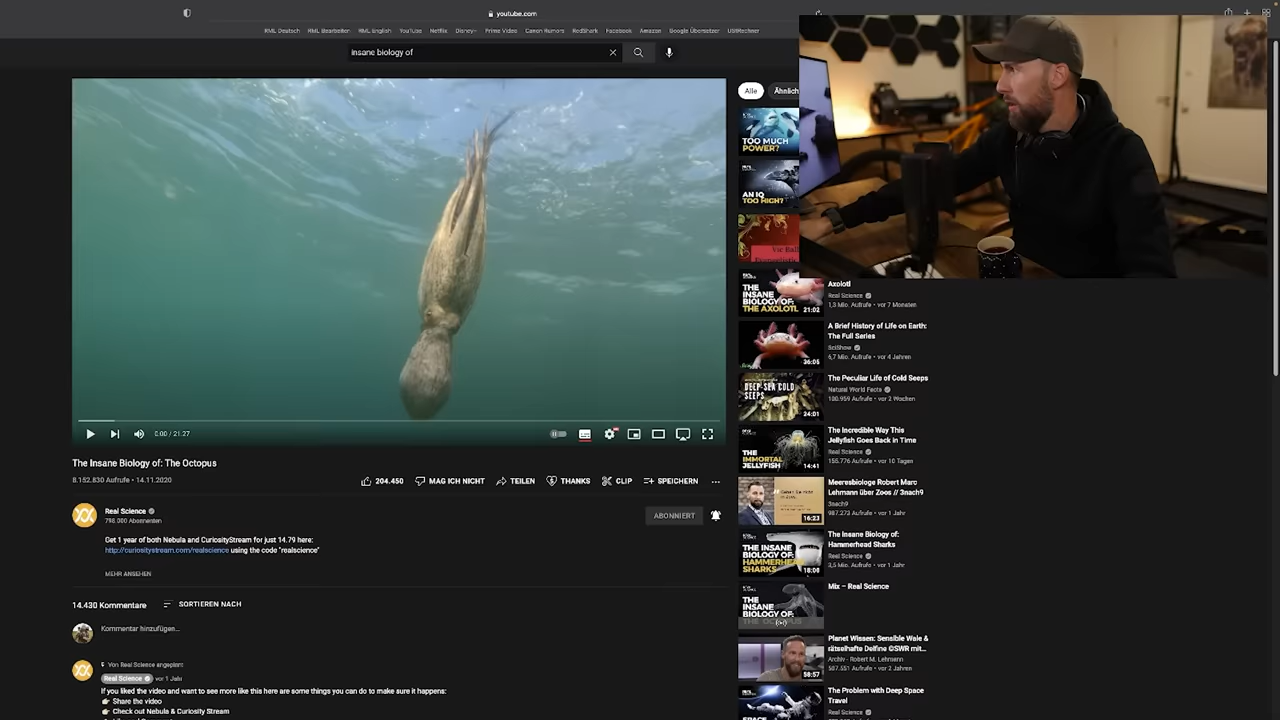 youtube.com
RML Deutsch RML Bearbeiten RML English YouTube Netflix Disney+ Prime Video Canon Rumors RedShark Facebook Amazon Google Übersetzer
insane biology of
Alle
Ähnlich
TOO MUCH
POWER?
AN IQ
TOO HIGH?
0:00 / 21:27
The Insane Biology of: The Octopus
8.152.830 Aufrufe • 14.11.2020
204.450
MAG ICH NICHT
TEILEN
THANKS
CLIP
SPEICHERN
Real Science
798.000 Abonnenten
ABONNIERT
Get 1 year of both Nebula and CuriosityStream for just 14.79 here:
http://curiositystream.com/realscience using the code "realscience"
MEHR ANSEHEN
14.430 Kommentare
SORTIEREN NACH
Kommentar hinzufügen...
Von Real Science angepinnt
Real Science
vor 1 Jahr
If you liked the video and want to see more like this here are some things you can do to make sure it happens:
Share the video
Check out Nebula & Curiosity Stream
THE
INSANE
BIOLOGY OF:
THE AXOLOTL
21:02
Axolotl
Real Science
1,3 Mio. Aufrufe • vor 7 Monaten
36:05
A Brief History of Life on Earth:
The Full Series
SciShow
6,7 Mio. Aufrufe • vor 4 Jahren
DEEP-SEA COLD
SEEPS
24:01
The Peculiar Life of Cold Seeps
Natural World Facts
100.959 Aufrufe • vor 2 Wochen
THE
IMMORTAL
JELLYFISH
14:41
The Incredible Way This
Jellyfish Goes Back in Time
Real Science
155.776 Aufrufe • vor 10 Tagen
16:23
Meeresbiologe Robert Marc
Lehmann über Zoos // 3nach9
3nach9
987.272 Aufrufe • vor 1 Jahr
THE INSANE
BIOLOGY OF:
HAMMERHEAD
SHARKS
18:08
The Insane Biology of:
Hammerhead Sharks
Real Science
3,5 Mio. Aufrufe • vor 1 Jahr
THE
INSANE
BIOLOGY OF:
THE OCTOPUS
Mix – Real Science
58:57
Planet Wissen: Sensible Wale &
rätselhafte Delfine ©SWR mit...
Archiv - Robert M. Lehmann
587.551 Aufrufe • vor 2 Jahren
SPACE
The Problem with Deep Space
Travel
Real Science